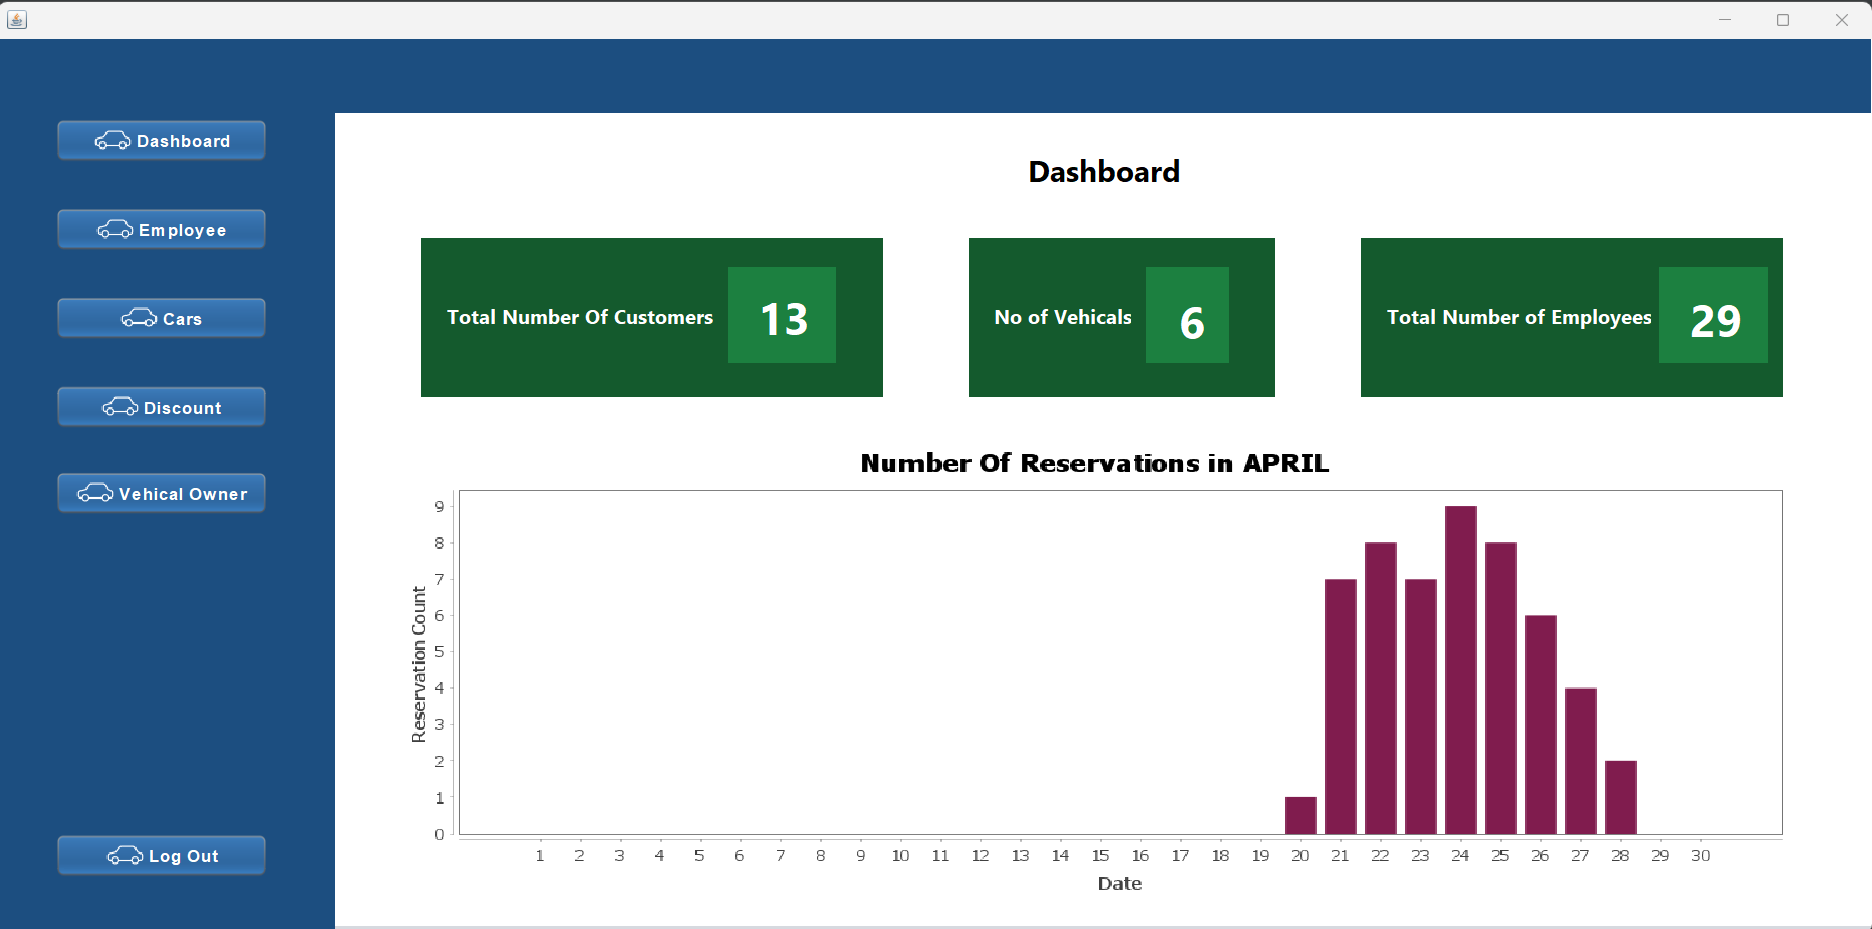 Dashboard
Employee
Cars
Discount
Vehical Owner
Log Out
Dashboard
Total Number Of Customers 13
No of Vehicals 6
Total Number of Employees 29
Number Of Reservations in APRIL
Reservation Count
9
8
7
6
5
4
3
2
1
0
1 2 3 4 5 6 7 8 9 10 11 12 13 14 15 16 17 18 19 20 21 22 23 24 25 26 27 28 29 30
Date